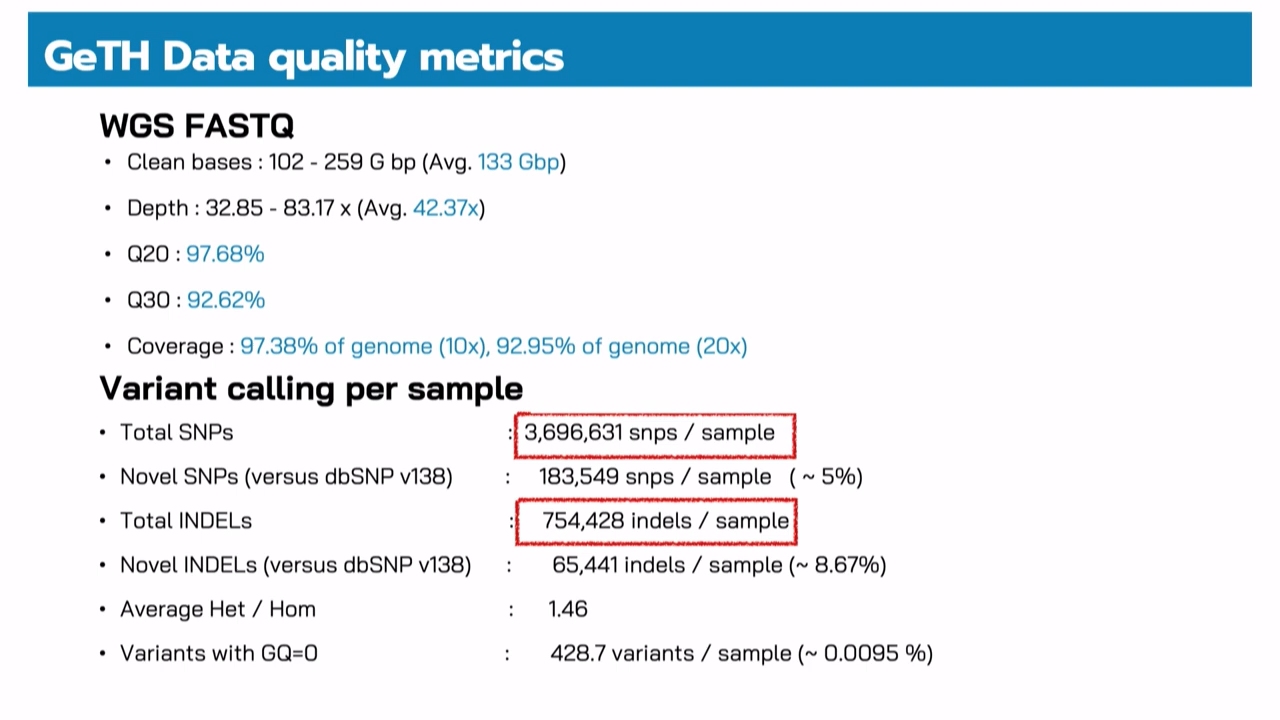 GeTH Data quality metrics
WGS FASTQ
• Clean bases : 102 - 259 G bp (Avg. 133 Gbp)
• Depth : 32.85 - 83.17 x (Avg. 42.37x)
• Q20 : 97.68%
• Q30 : 92.62%
• Coverage : 97.38% of genome (10x), 92.95% of genome (20x)
Variant calling per sample
• Total SNPs : 3,696,631 snps / sample
• Novel SNPs (versus dbSNP v138) : 183,549 snps / sample ( ~ 5%)
• Total INDELs : 754,428 indels / sample
• Novel INDELs (versus dbSNP v138) : 65,441 indels / sample (~ 8.67%)
• Average Het / Hom : 1.46
• Variants with GQ=0 : 428.7 variants / sample (~ 0.0095 %)